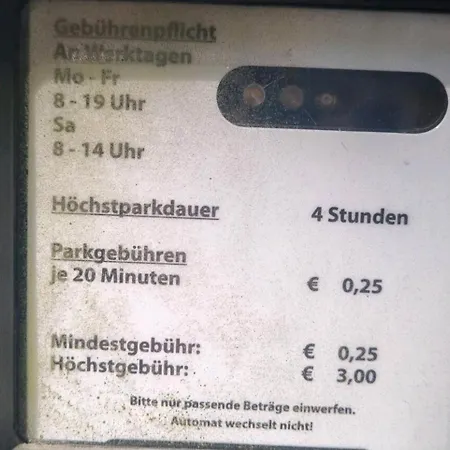 Gebührenpflicht
An Werktagen
Mo - Fr
8 - 19 Uhr
Sa
8 - 14 Uhr
Höchstparkdauer 4 Stunden
Parkgebühren
je 20 Minuten € 0,25
Mindestgebühr: € 0,25
Höchstgebühr: € 3,00
Bitte nur passende Beträge einwerfen.
Automat wechselt nicht!